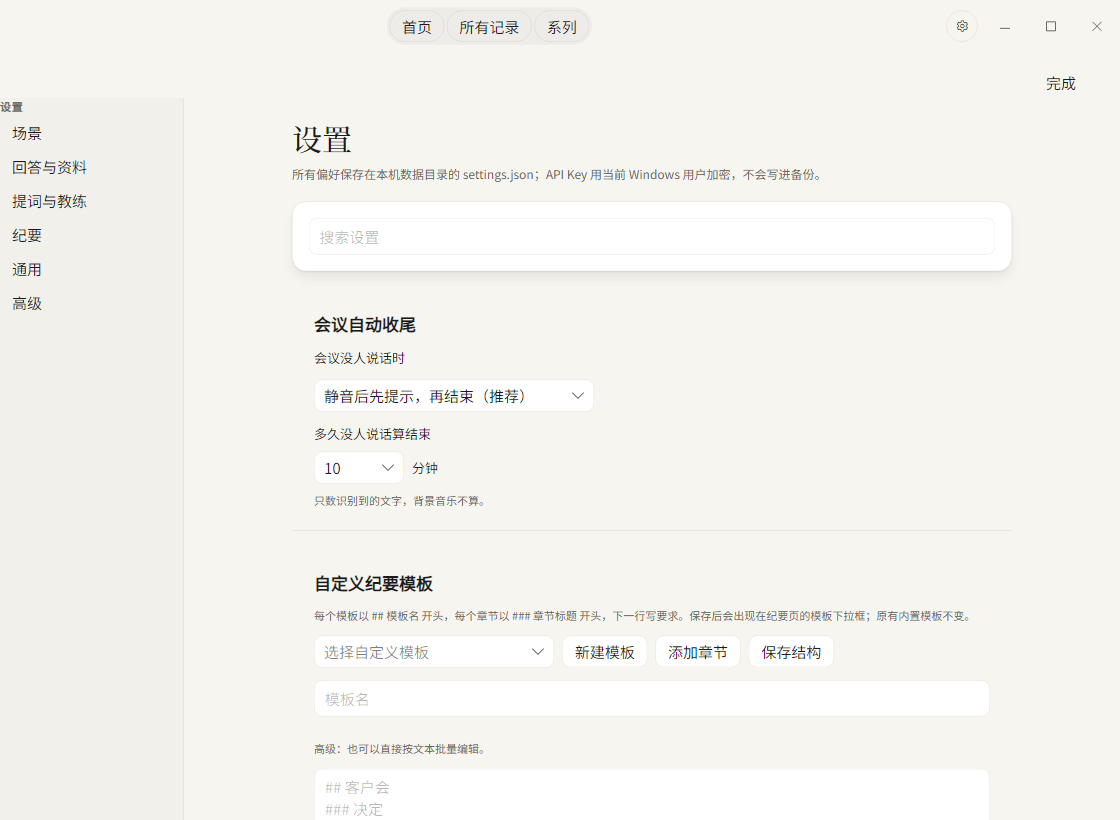 首页 所有记录 系列
完成
设置
场景
回答与资料
提词与教练
纪要
通用
高级
设置
所有偏好保存在本机数据目录的 settings.json；API Key 用当前 Windows 用户加密，不会写进备份。
搜索设置
会议自动收尾
会议没人说话时
静音后先提示，再结束（推荐）
多久没人说话算结束
10 分钟
只数识别到的文字，背景音乐不算。
自定义纪要模板
每个模板以 ## 模板名 开头，每个章节以 ### 章节标题 开头，下一行写要求。保存后会出现在纪要页的模板下拉框；原有内置模板不变。
选择自定义模板 新建模板 添加章节 保存结构
模板名
高级：也可以直接按文本批量编辑。
## 客户会
### 决定